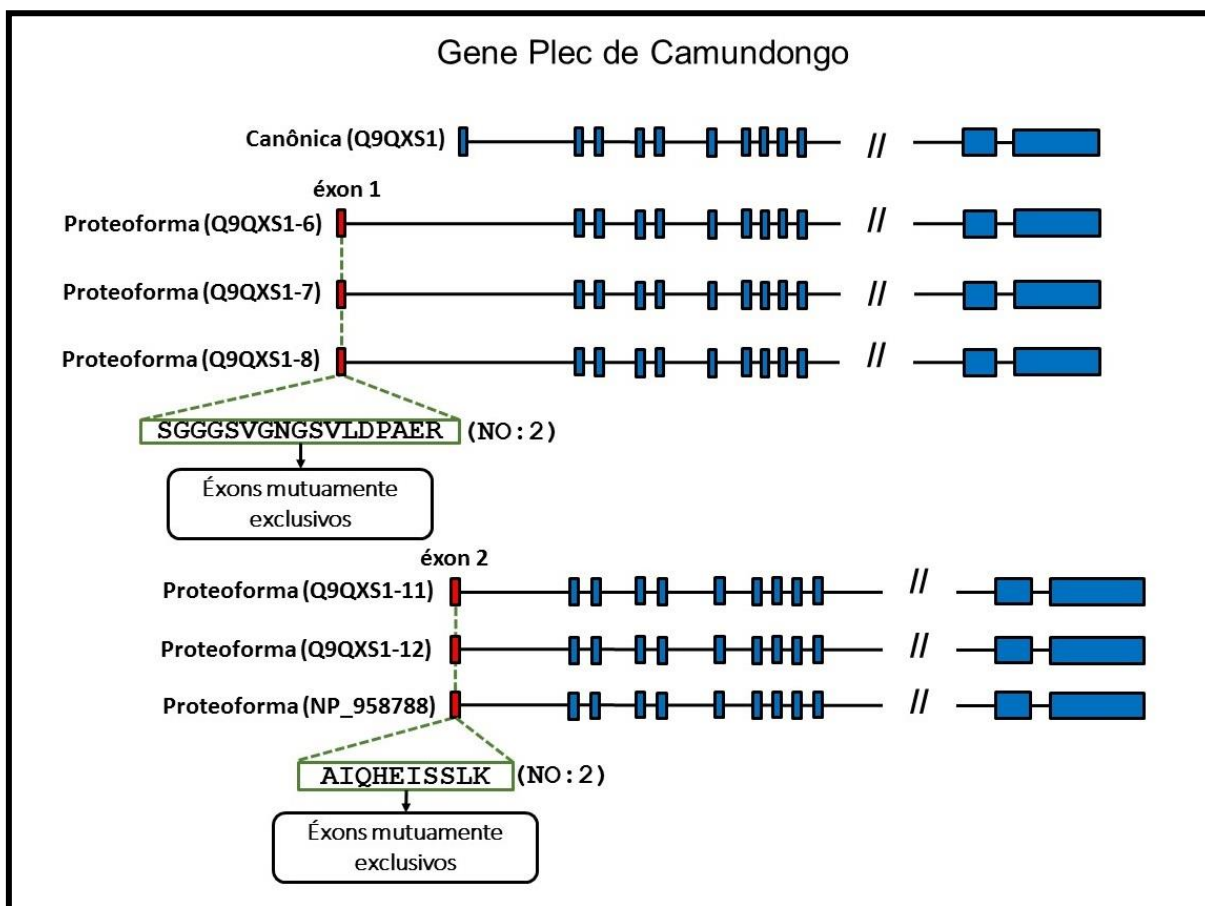 Gene Plec de Camundongo
Canônica (Q9QXS1)
//
éxon 1
Proteoforma (Q9QXS1-6)
//
Proteoforma (Q9QXS1-7)
//
Proteoforma (Q9QXS1-8)
//
SGGGSVGNGSVLDPAER (NO:2)
Éxons mutuamente
exclusivos
éxon 2
Proteoforma (Q9QXS1-11)
//
Proteoforma (Q9QXS1-12)
//
Proteoforma (NP_958788)
//
AIQHEISSLK (NO:2)
Éxons mutuamente
exclusivos